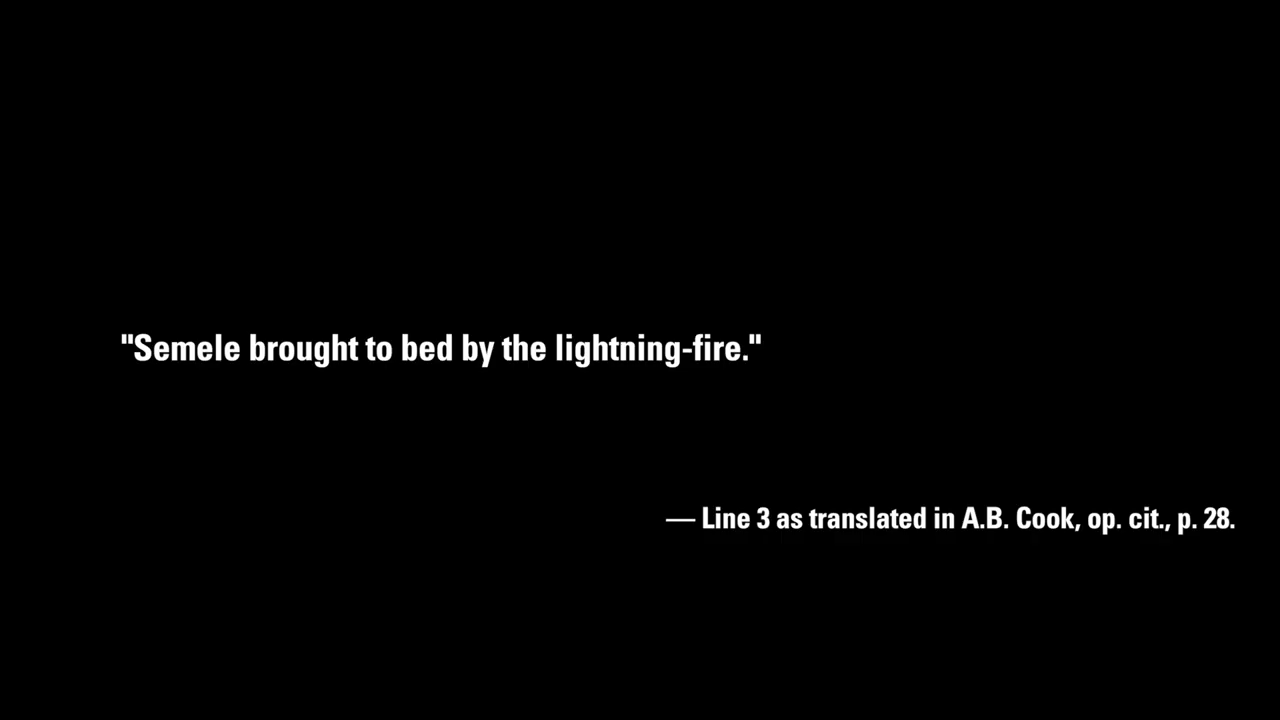 "Semele brought to bed by the lightning-fire."
— Line 3 as translated in A.B. Cook, op. cit., p. 28.